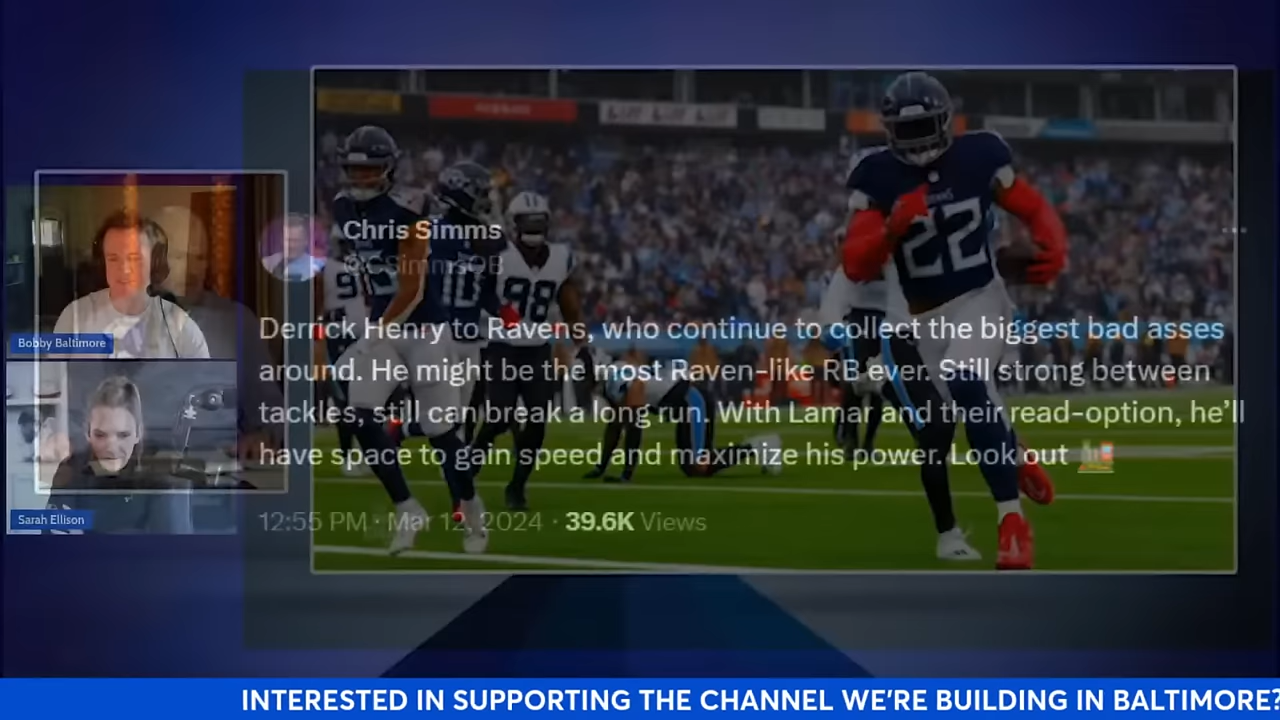 Chris Simms
@CSimmsQB
Derrick Henry to Ravens, who continue to collect the biggest bad asses
around. He might be the most Raven-like RB ever. Still strong between
tackles, still can break a long run. With Lamar and their read-option, he'll
have space to gain speed and maximize his power. Look out
12:55 PM · Mar 12, 2024 · 39.6K Views
Bobby Baltimore
Sarah Ellison
22
10
98
INTERESTED IN SUPPORTING THE CHANNEL WE'RE BUILDING IN BALTIMORE?